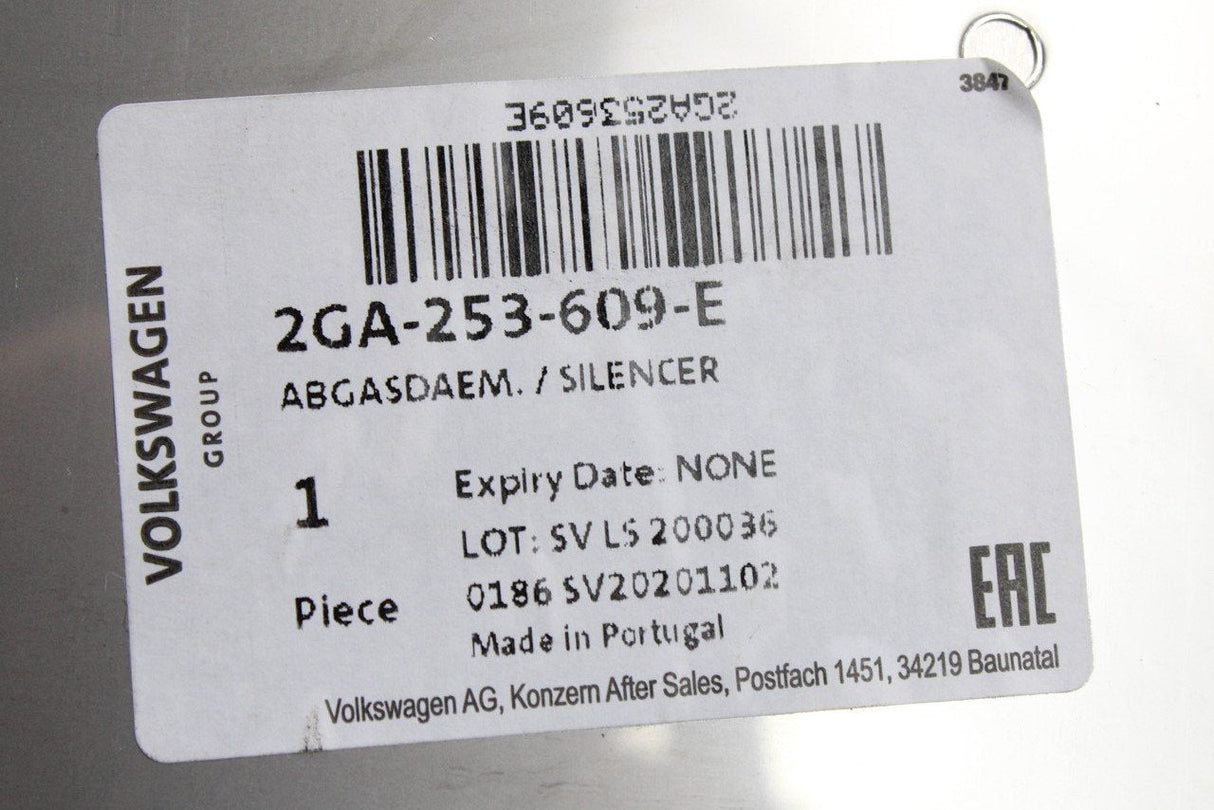 3847
2GA253609E
VOLKSWAGEN
GROUP
2GA-253-609-E
ABGASDAEM. / SILENCER
1
Piece
Expiry Date: NONE
LOT: SV LS 200036
0186 SV20201102
Made in Portugal
EAC
Volkswagen AG, Konzern After Sales, Postfach 1451, 34219 Baunatal